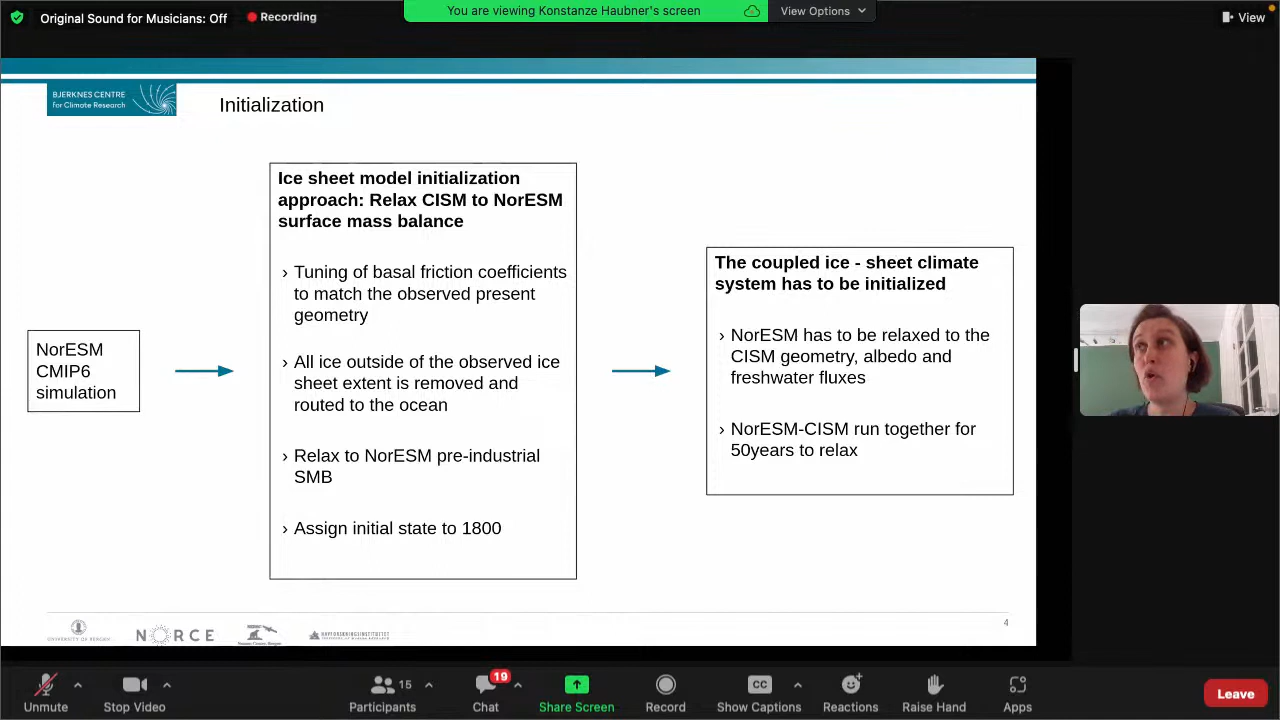 Original Sound for Musicians: Off
Recording
You are viewing Konstanze Haubner's screen
View Options
View
BJERKNES CENTRE
for Climate Research
Initialization
NorESM
CMIP6
simulation
Ice sheet model initialization
approach: Relax CISM to NorESM
surface mass balance
› Tuning of basal friction coefficients
to match the observed present
geometry
› All ice outside of the observed ice
sheet extent is removed and
routed to the ocean
› Relax to NorESM pre-industrial
SMB
› Assign initial state to 1800
The coupled ice - sheet climate
system has to be initialized
› NorESM has to be relaxed to the
CISM geometry, albedo and
freshwater fluxes
› NorESM-CISM run together for
50years to relax
4
UNIVERSITY OF BERGEN
NORCE
HAVFORSKNINGSINSTITUTTET
Unmute
Stop Video
15
Participants
19
Chat
Share Screen
Record
CC
Show Captions
Reactions
Raise Hand
Apps
Leave